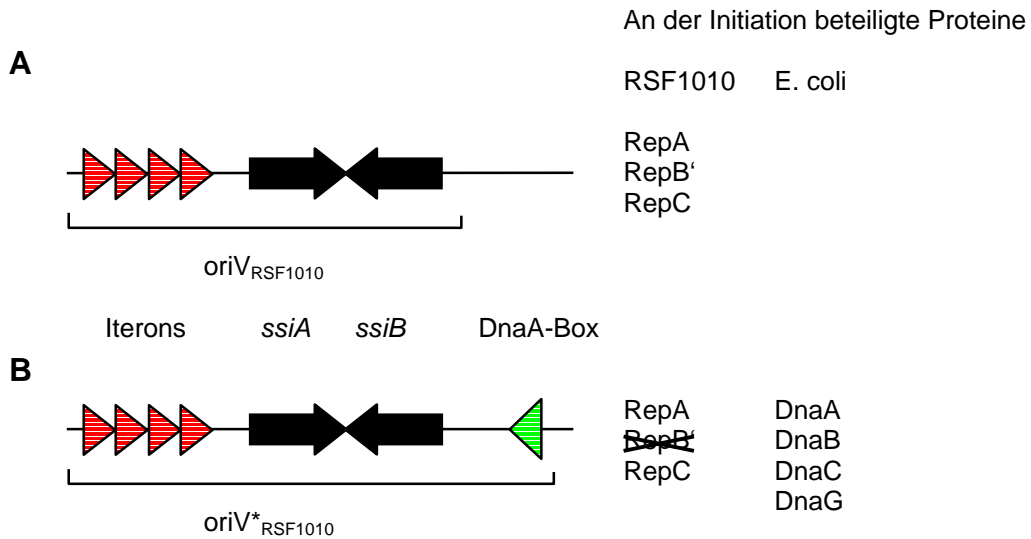 An der Initiation beteiligte Proteine
A
RSF1010 E. coli
RepA
RepB‘
RepC
oriVRSF1010
Iterons ssiA ssiB DnaA-Box
B
RepA DnaA
RepB‘ DnaB
RepC DnaC
DnaG
oriV*RSF1010